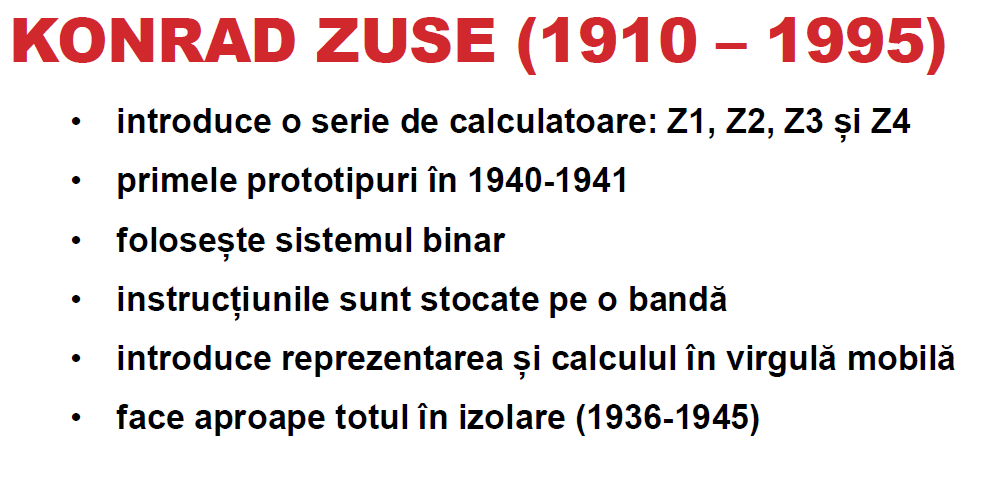 KONRAD ZUSE (1910 – 1995)
• introduce o serie de calculatoare: Z1, Z2, Z3 și Z4
• primele prototipuri în 1940-1941
• folosește sistemul binar
• instrucțiunile sunt stocate pe o bandă
• introduce reprezentarea și calculul în virgulă mobilă
• face aproape totul în izolare (1936-1945)